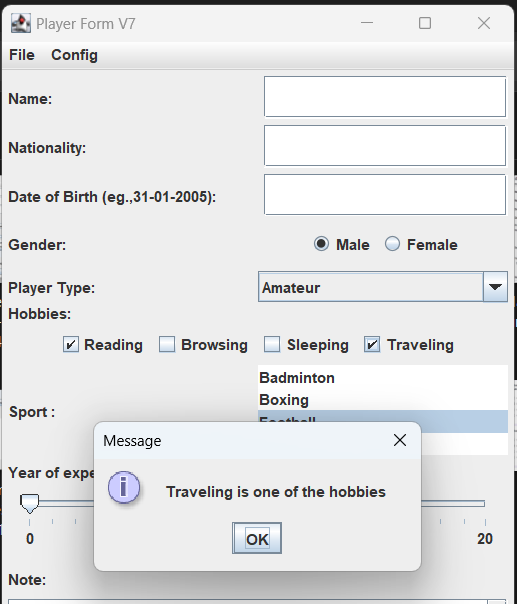 Player Form V7
File Config
Name:
Nationality:
Date of Birth (eg.,31-01-2005):
Gender: Male Female
Player Type: Amateur
Hobbies:
Reading Browsing Sleeping Traveling
Badminton
Boxing
Sport :
Football
Message
Year of expe
Traveling is one of the hobbies
OK
0 20
Note: